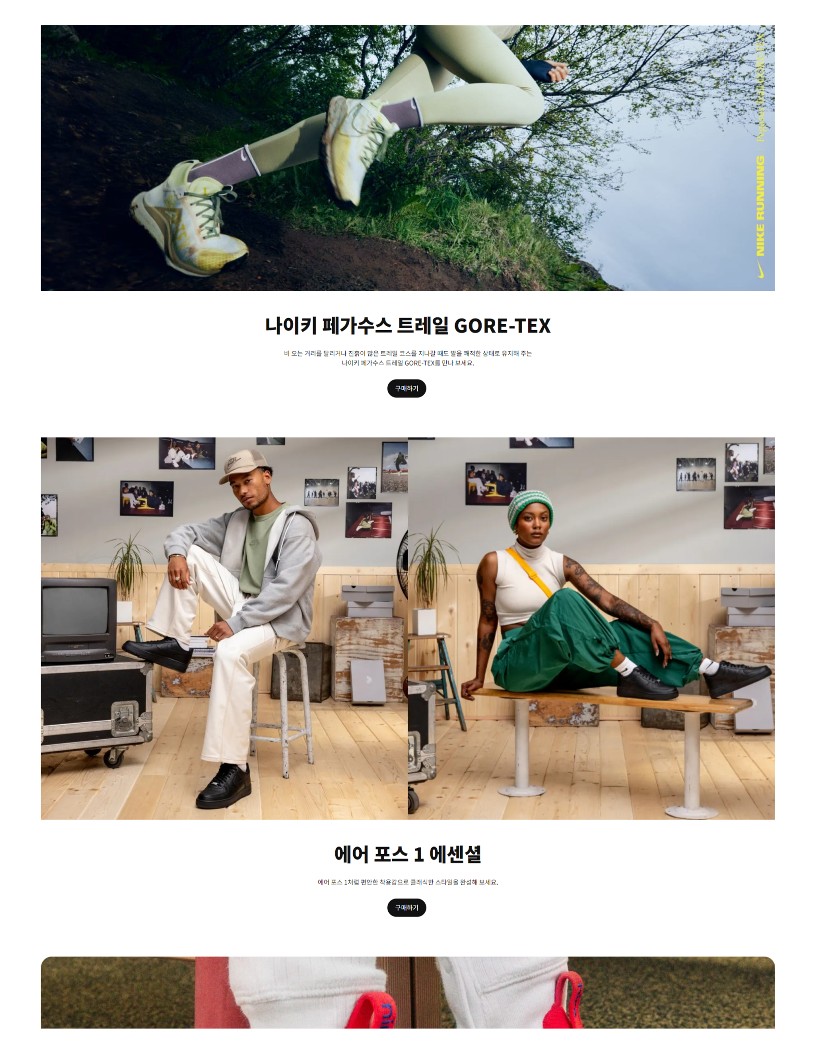 NIKE RUNNING
나이키 페가수스 트레일 GORE-TEX
비 오는 거리를 달리거나 진흙이 많은 트레일 코스를 지나갈 때도 발을 쾌적한 상태로 유지해 주는
나이키 페가수스 트레일 GORE-TEX를 만나 보세요.
구매하기
에어 포스 1 에센셜
에어 포스 1처럼 편안한 착용감으로 클래식한 스타일을 완성해 보세요.
구매하기